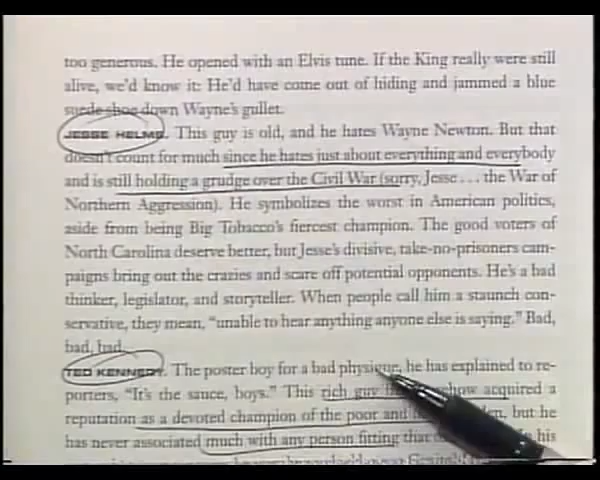 too generous. He opened with an Elvis tune. If the King really were still
alive, we'd know it: He'd have come out of hiding and jammed a blue
suede shoe down Wayne's gullet.
JESSE HELMS. This guy is old, and he hates Wayne Newton. But that
doesn't count for much since he hates just about everything and everybody
and is still holding a grudge over the Civil War (sorry, Jesse . . . the War of
Northern Aggression). He symbolizes the worst in American politics,
aside from being Big Tobacco's fiercest champion. The good voters of
North Carolina deserve better, but Jesse's divisive, take-no-prisoners cam-
paigns bring out the crazies and scare off potential opponents. He's a bad
thinker, legislator, and storyteller. When people call him a staunch con-
servative, they mean, "unable to hear anything anyone else is saying." Bad,
bad, bad.
TED KENNEDY. The poster boy for a bad physique, he has explained to re-
porters, "It's the sauce, boys." This rich guy acquired a
reputation as a devoted champion of the poor and but he
has never associated much with any person fitting his